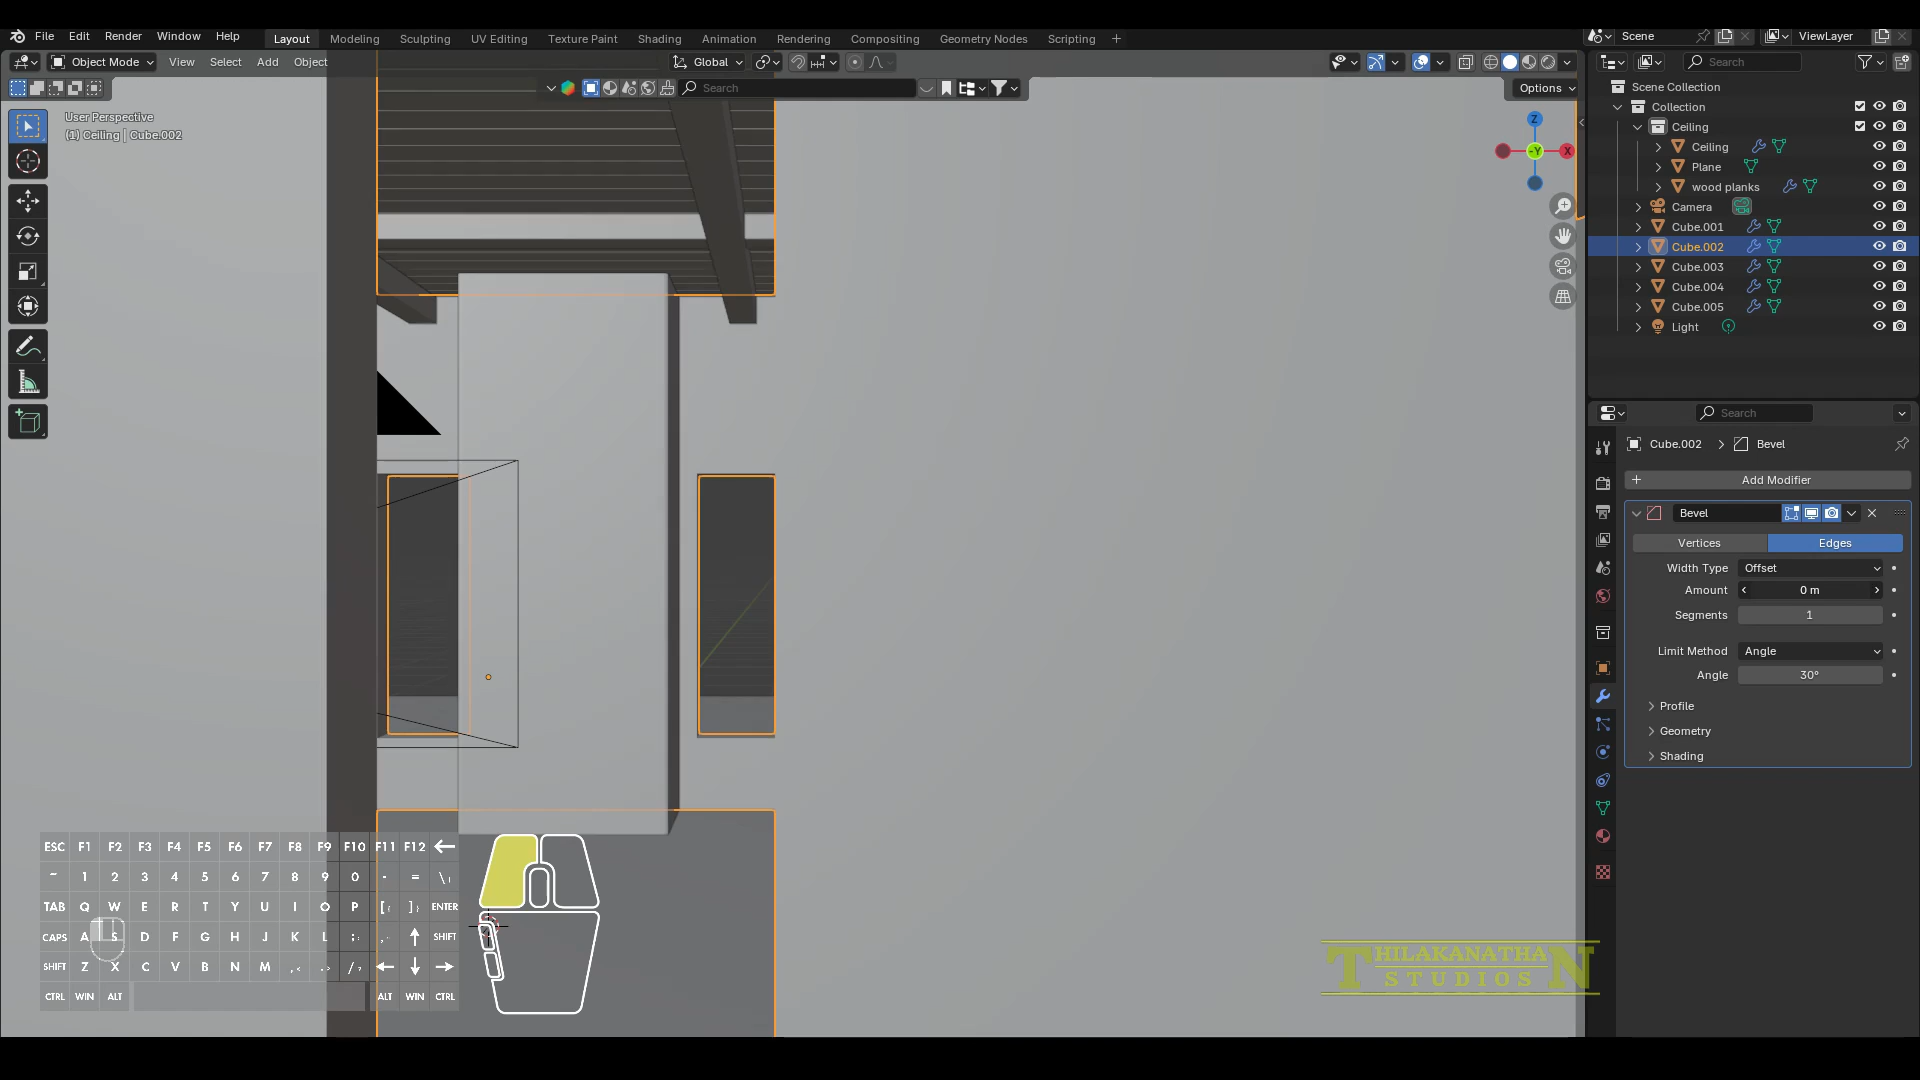 File Edit Render Window Help Layout Modeling Sculpting UV Editing Texture Paint Shading Animation Rendering Compositing Geometry Nodes Scripting + Scene ViewLayer
Object Mode View Select Add Object Global Search
Search Options
User Perspective
(1) Ceiling | Cube.002
Z
-Y
X
Scene Collection
Collection
Ceiling
Ceiling
Plane
wood planks
Camera
Cube.001
Cube.002
Cube.003
Cube.004
Cube.005
Light
Search
Cube.002 > Bevel
+ Add Modifier
Bevel
Vertices Edges
Width Type Offset
Amount 0 m
Segments 1
Limit Method Angle
Angle 30°
Profile
Geometry
Shading
ESC F1 F2 F3 F4 F5 F6 F7 F8 F9 F10 F11 F12 ←
~ 1 2 3 4 5 6 7 8 9 0 - = \
TAB Q W E R T Y U I O P [ ] ENTER
CAPS A S D F G H J K L ; ↑ SHIFT
SHIFT Z X C V B N M , . / ← ↓ →
CTRL WIN ALT ALT WIN CTRL
THILAKANATHAN
STUDIOS